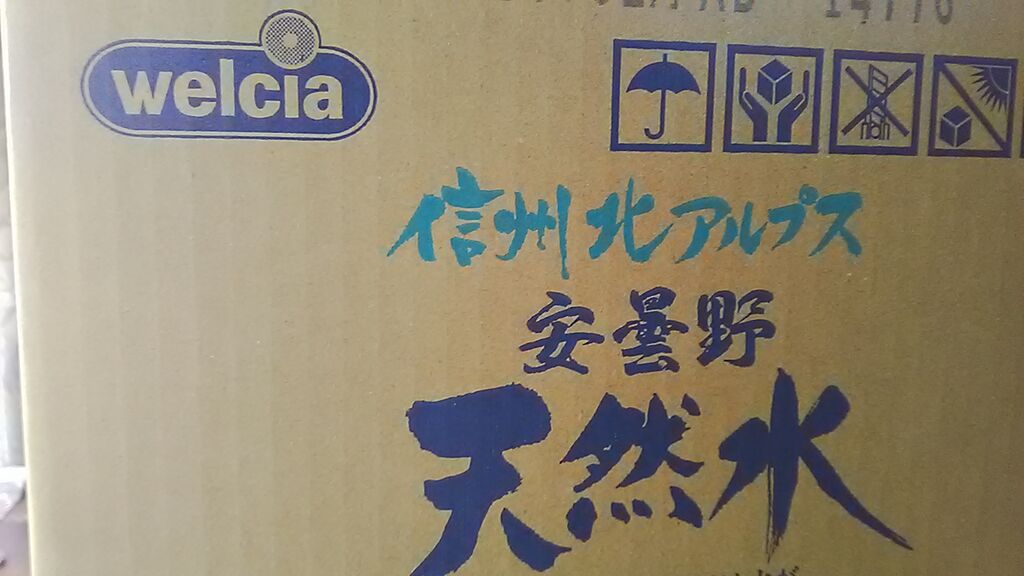 welcia
信州北アルプス
安曇野
天然水